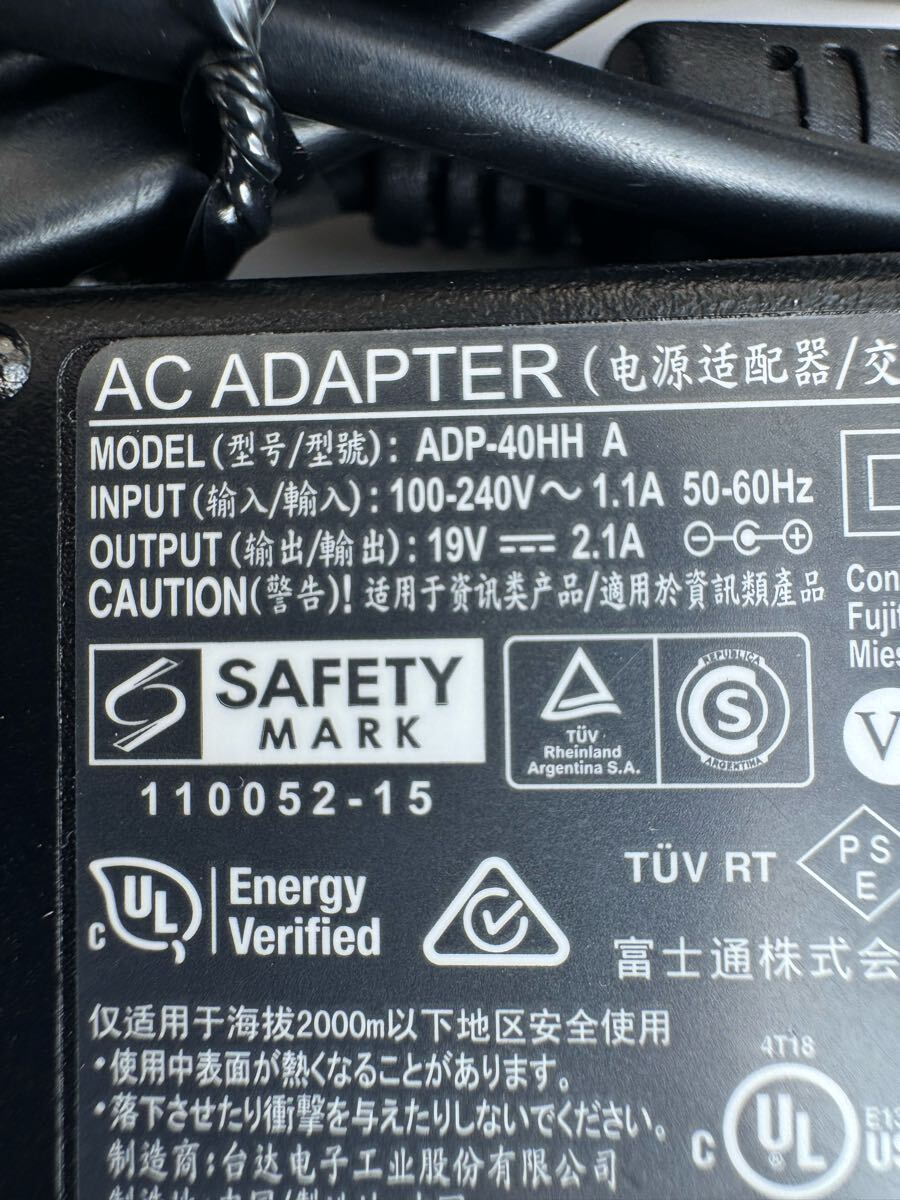 AC ADAPTER (电源适配器/交
MODEL (型号/型號): ADP-40HH A
INPUT (输入/輸入): 100-240V～ 1.1A 50-60Hz
OUTPUT (输出/輸出): 19V 2.1A
CAUTION(警告)! 适用于资讯类产品/適用於資訊類產品
Con
Fujit
Mies
SAFETY
MARK
110052-15
TÜV
Rheinland
Argentina S.A.
REPUBLICA
S
ARGENTINA
V
c UL Energy
Verified
TÜV RT
PS
E
富士通株式会
仅适用于海拔2000m以下地区安全使用
・使用中表面が熱くなることがあります。
・落下させたり衝撃を与えたりしないでください。
制造商:台达电子工业股份有限公司
4T18
c UL US
E13